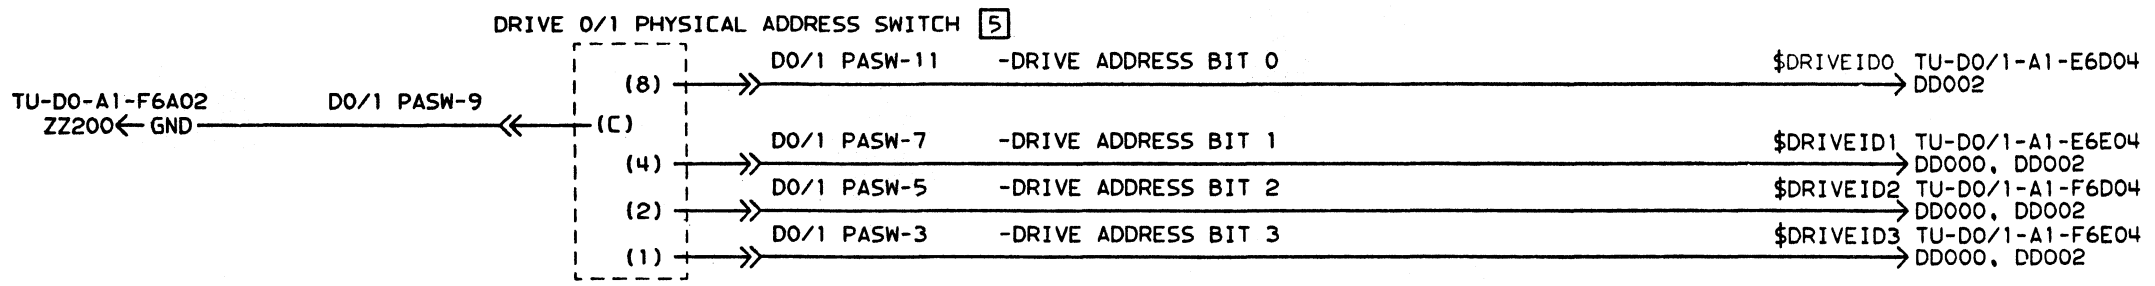 DRIVE 0/1 PHYSICAL ADDRESS SWITCH 5
D0/1 PASW-11 -DRIVE ADDRESS BIT 0 $DRIVEID0 TU-D0/1-A1-E6D04
(8) DD002
TU-D0-A1-F6A02 D0/1 PASW-9
ZZ200 GND (C)
D0/1 PASW-7 -DRIVE ADDRESS BIT 1 $DRIVEID1 TU-D0/1-A1-E6E04
(4) DD000, DD002
D0/1 PASW-5 -DRIVE ADDRESS BIT 2 $DRIVEID2 TU-D0/1-A1-F6D04
(2) DD000, DD002
D0/1 PASW-3 -DRIVE ADDRESS BIT 3 $DRIVEID3 TU-D0/1-A1-F6E04
(1) DD000, DD002